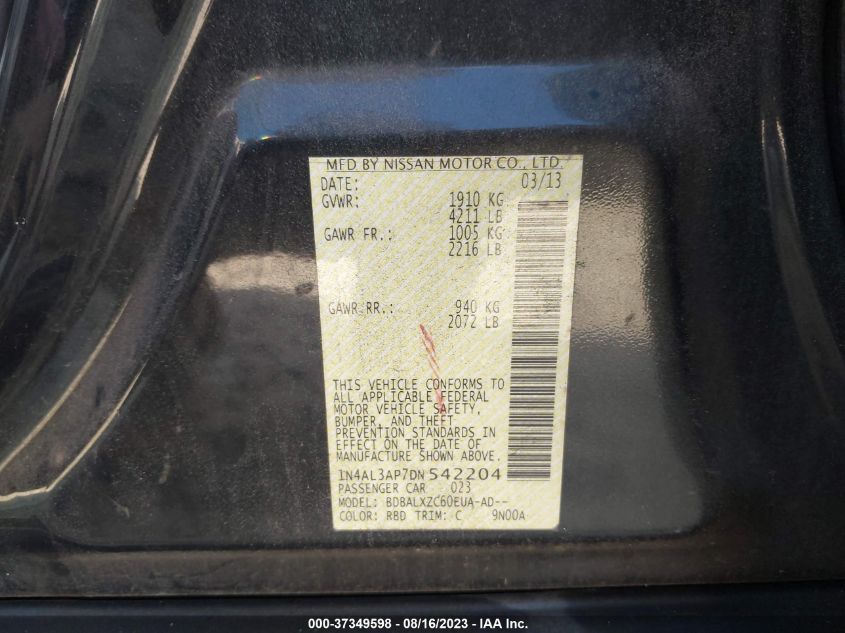 MFD BY NISSAN MOTOR CO., LTD.
DATE: 03/13
GVWR: 1910 KG
4211 LB
GAWR FR.: 1005 KG
2216 LB
GAWR RR.: 940 KG
2072 LB
THIS VEHICLE CONFORMS TO
ALL APPLICABLE FEDERAL
MOTOR VEHICLE SAFETY,
BUMPER, AND THEFT
PREVENTION STANDARDS IN
EFFECT ON THE DATE OF
MANUFACTURE SHOWN ABOVE.
1N4AL3AP7DN542204
PASSENGER CAR 023
MODEL: BDBALXZC60EUA-AD--
COLOR: RBD TRIM: C 9N00A
000-37349598 - 08/16/2023 - IAA Inc.